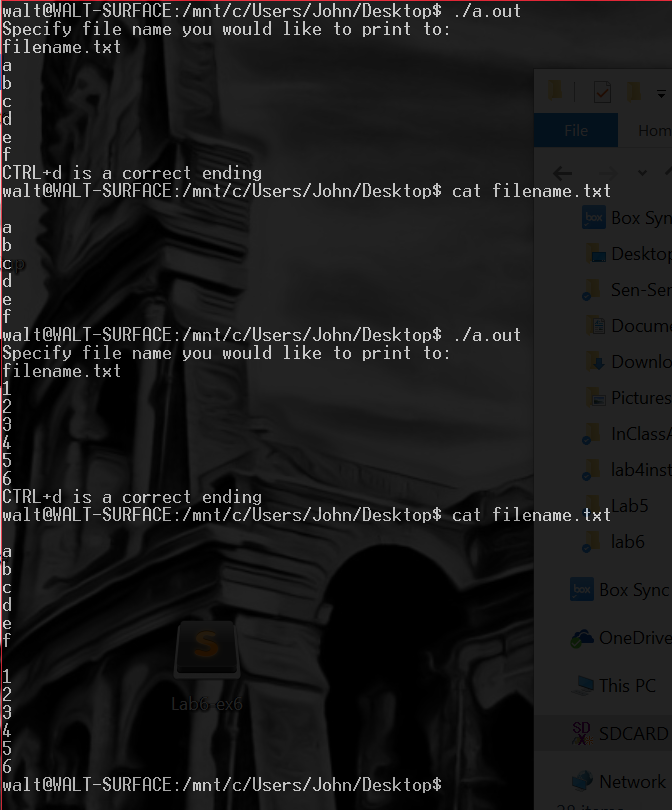 walt@WALT-SURFACE:/mnt/c/Users/John/Desktop$ ./a.out
Specify file name you would like to print to:
filename.txt
a
b
c
d
e
f
CTRL+d is a correct ending
walt@WALT-SURFACE:/mnt/c/Users/John/Desktop$ cat filename.txt

a
b
c
d
e
f
walt@WALT-SURFACE:/mnt/c/Users/John/Desktop$ ./a.out
Specify file name you would like to print to:
filename.txt
1
2
3
4
5
6
CTRL+d is a correct ending
walt@WALT-SURFACE:/mnt/c/Users/John/Desktop$ cat filename.txt

a
b
c
d
e
f

1
2
3
4
5
6
walt@WALT-SURFACE:/mnt/c/Users/John/Desktop$
Lab6-ex6
File Hom
Box Syn
Desktop
Sen-Ser
Docume
Downlo
Pictures
InClassA
lab4inst
Lab5
lab6
Box Sync
OneDrive
This PC
SDCARD
Network